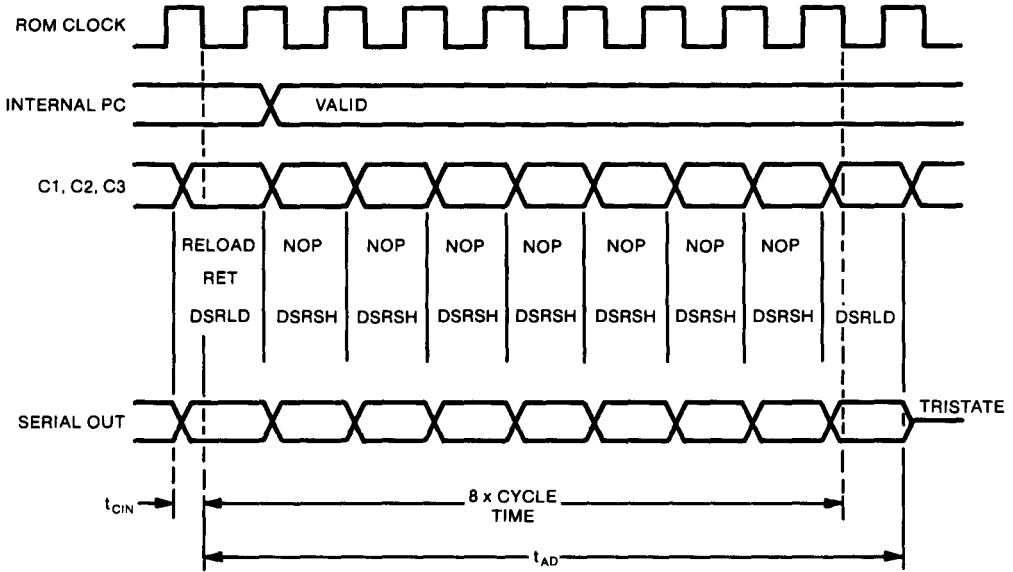 ROM CLOCK
INTERNAL PC
VALID
C1, C2, C3
RELOAD NOP NOP NOP NOP NOP NOP NOP
RET
DSRLD DSRSH DSRSH DSRSH DSRSH DSRSH DSRSH DSRSH DSRLD
SERIAL OUT
TRISTATE
tCIN
8 x CYCLE
TIME
tAD